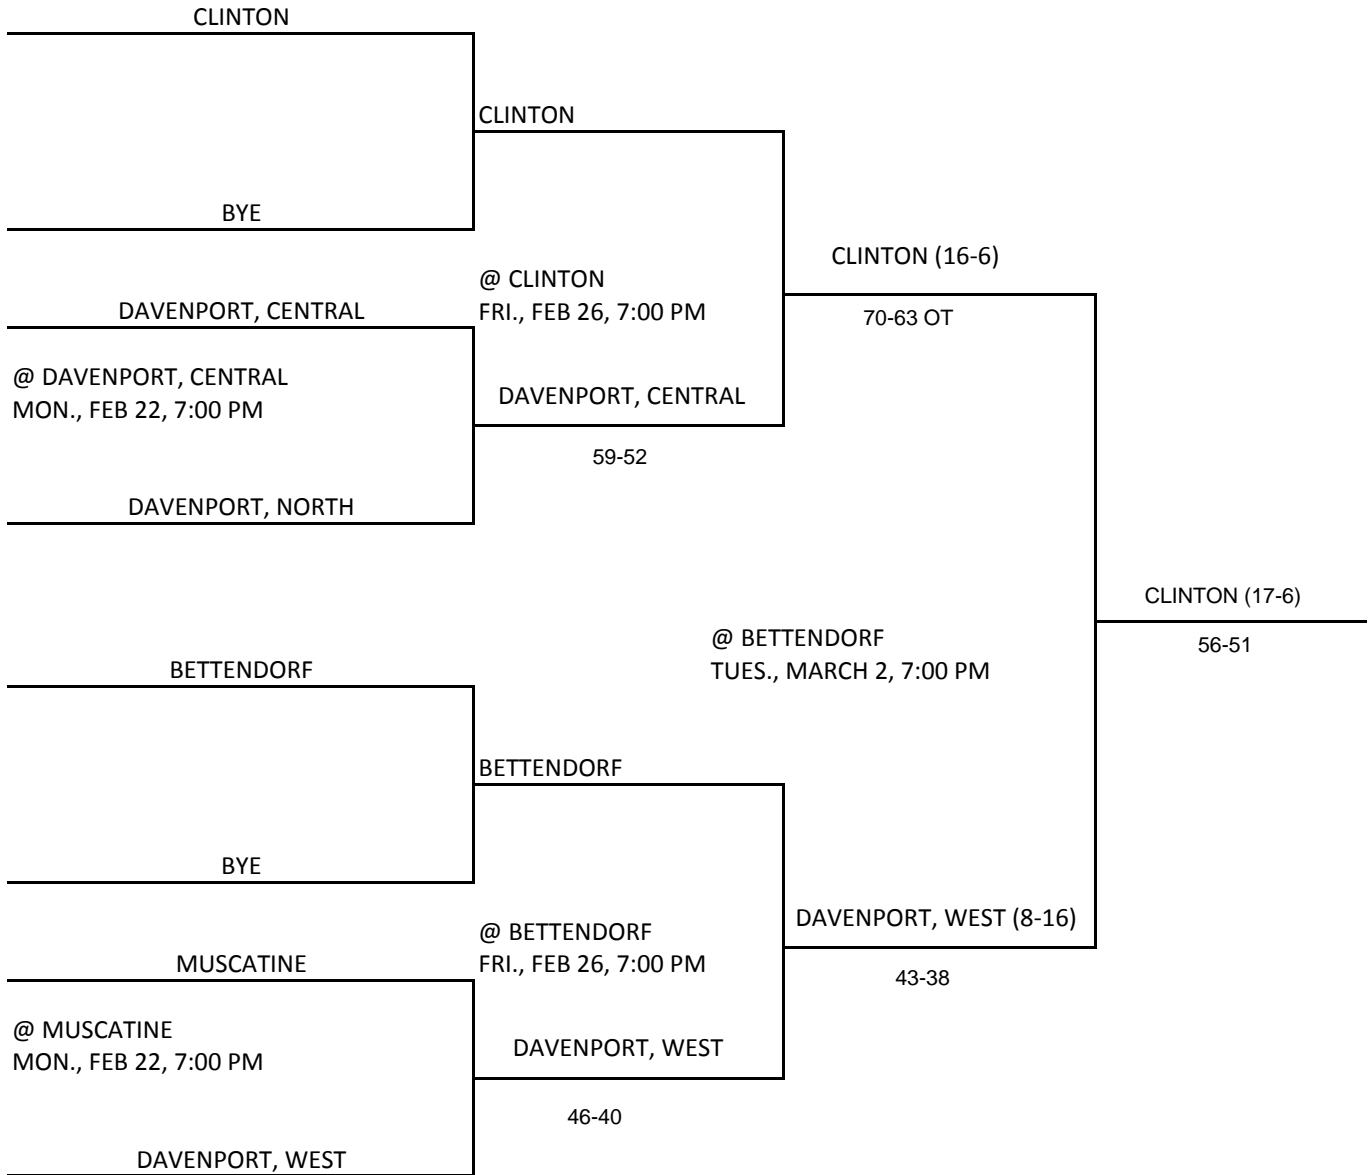 CLINTON
CLINTON
BYE
CLINTON (16-6)
@ CLINTON
FRI., FEB 26, 7:00 PM
DAVENPORT, CENTRAL
70-63 OT
@ DAVENPORT, CENTRAL
MON., FEB 22, 7:00 PM
DAVENPORT, CENTRAL
59-52
DAVENPORT, NORTH
CLINTON (17-6)
56-51
@ BETTENDORF
TUES., MARCH 2, 7:00 PM
BETTENDORF
BETTENDORF
BYE
DAVENPORT, WEST (8-16)
@ BETTENDORF
FRI., FEB 26, 7:00 PM
MUSCATINE
43-38
@ MUSCATINE
MON., FEB 22, 7:00 PM
DAVENPORT, WEST
46-40
DAVENPORT, WEST